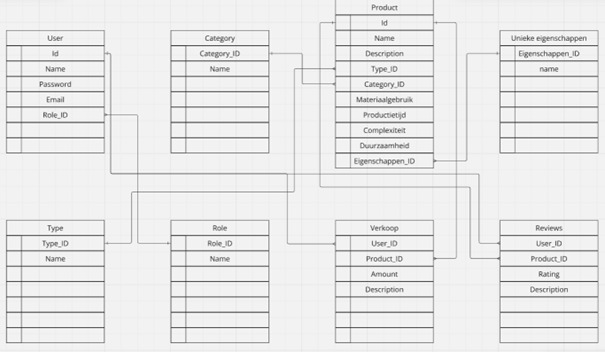 User
Id
Name
Password
Email
Role_ID
Category
Category_ID
Name
Product
Id
Name
Description
Type_ID
Category_ID
Materiaalgebruik
Productietijd
Complexiteit
Duurzaamheid
Eigenschappen_ID
Unieke eigenschappen
Eigenschappen_ID
name
Type
Type_ID
Name
Role
Role_ID
Name
Verkoop
User_ID
Product_ID
Amount
Description
Reviews
User_ID
Product_ID
Rating
Description